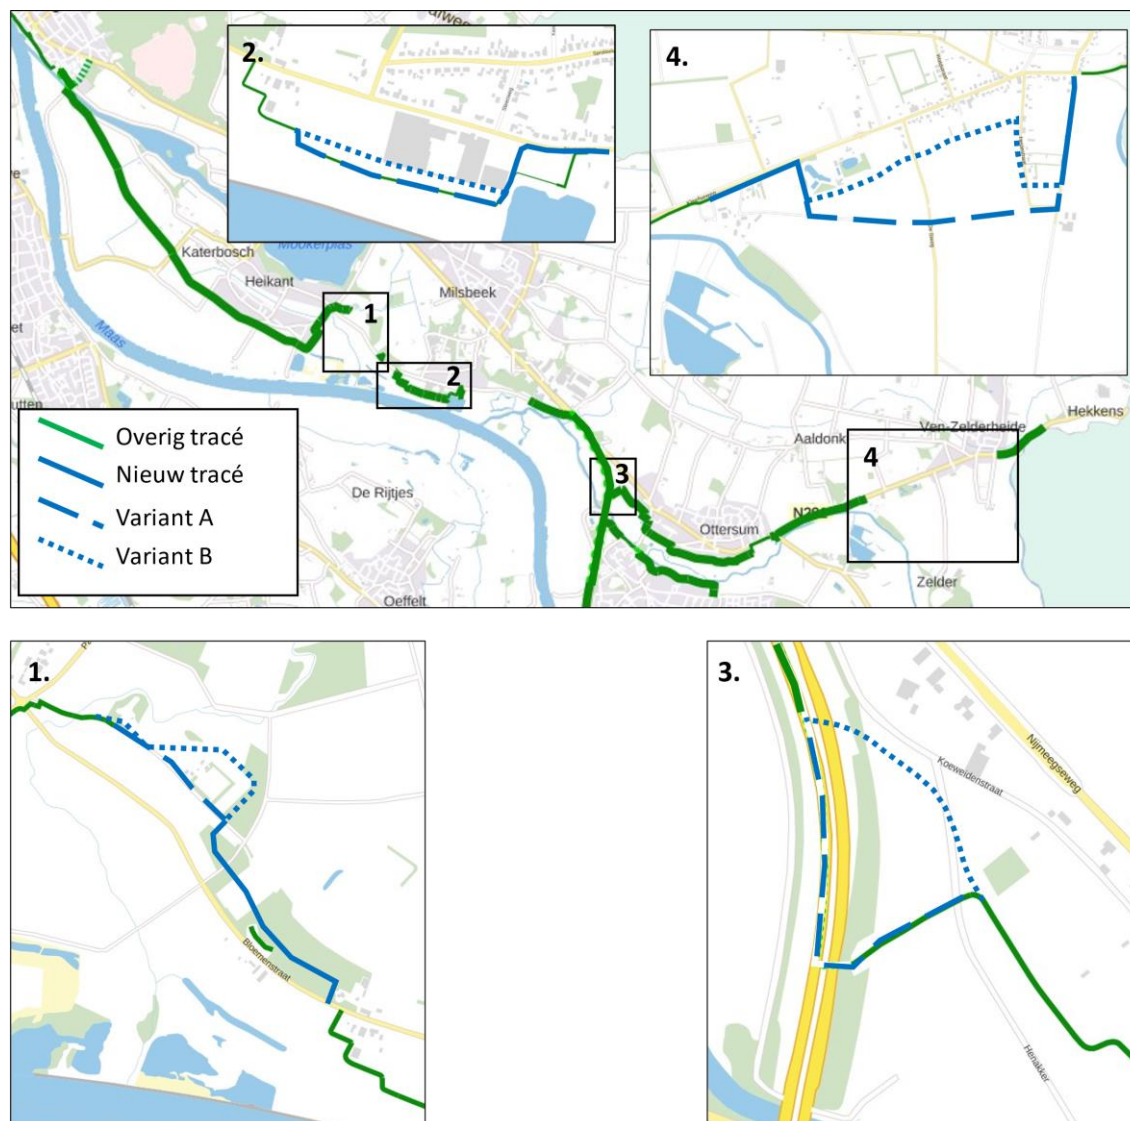 2.
4.
Katerbosch
Mookerplas
Heikant
Milsbeek
1
Maas
2
Overig tracé
Nieuw tracé
Variant A
Variant B
De Rijtjes
Oeffelt
3
Ottersum
Aaldonk
4
Ven-Zelderheide
Hekkens
Zelder
1.
Bloemenstraat
3.
Nijmeegseweg
Koeweidenstraat
Henakker